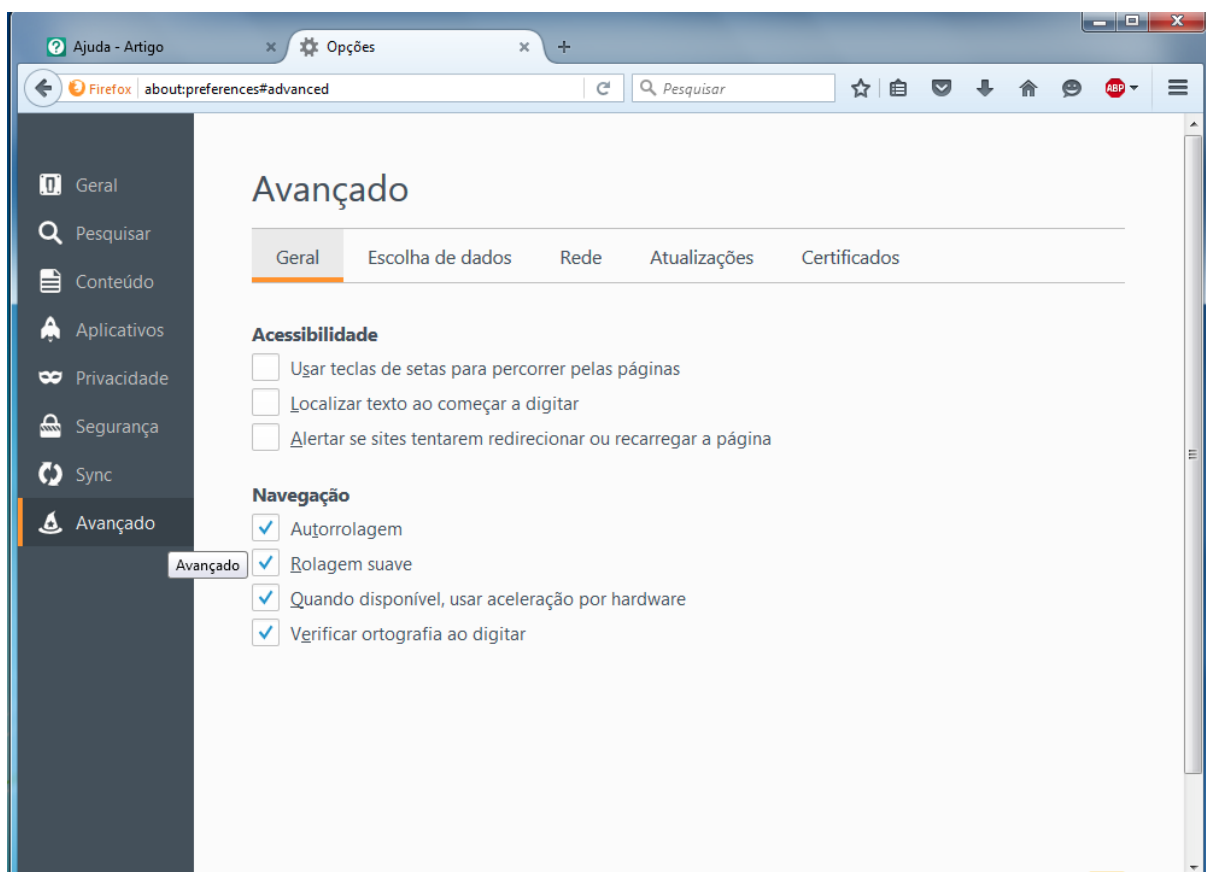 Ajuda - Artigo
Opções
Firefox about:preferences#advanced
Pesquisar
ABP
Geral
Pesquisar
Conteúdo
Aplicativos
Privacidade
Segurança
Sync
Avançado
Avançado
Avançado
Geral Escolha de dados Rede Atualizações Certificados
Acessibilidade
Usar teclas de setas para percorrer pelas páginas
Localizar texto ao começar a digitar
Alertar se sites tentarem redirecionar ou recarregar a página
Navegação
Autorrolagem
Rolagem suave
Quando disponível, usar aceleração por hardware
Verificar ortografia ao digitar